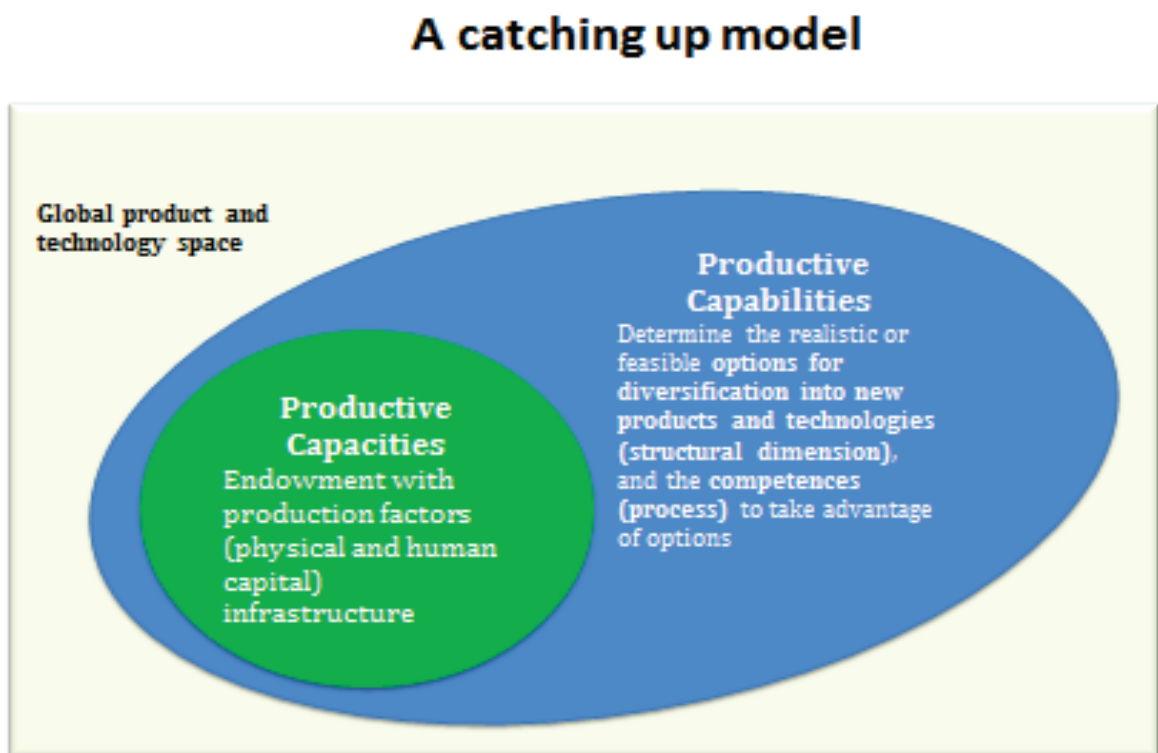 A catching up model
Global product and
technology space
Productive
Capabilities
Determine the realistic or
feasible options for
diversification into new
products and technologies
(structural dimension),
and the competences
(process) to take advantage
of options
Productive
Capacities
Endowment with
production factors
(physical and human
capital)
infrastructure